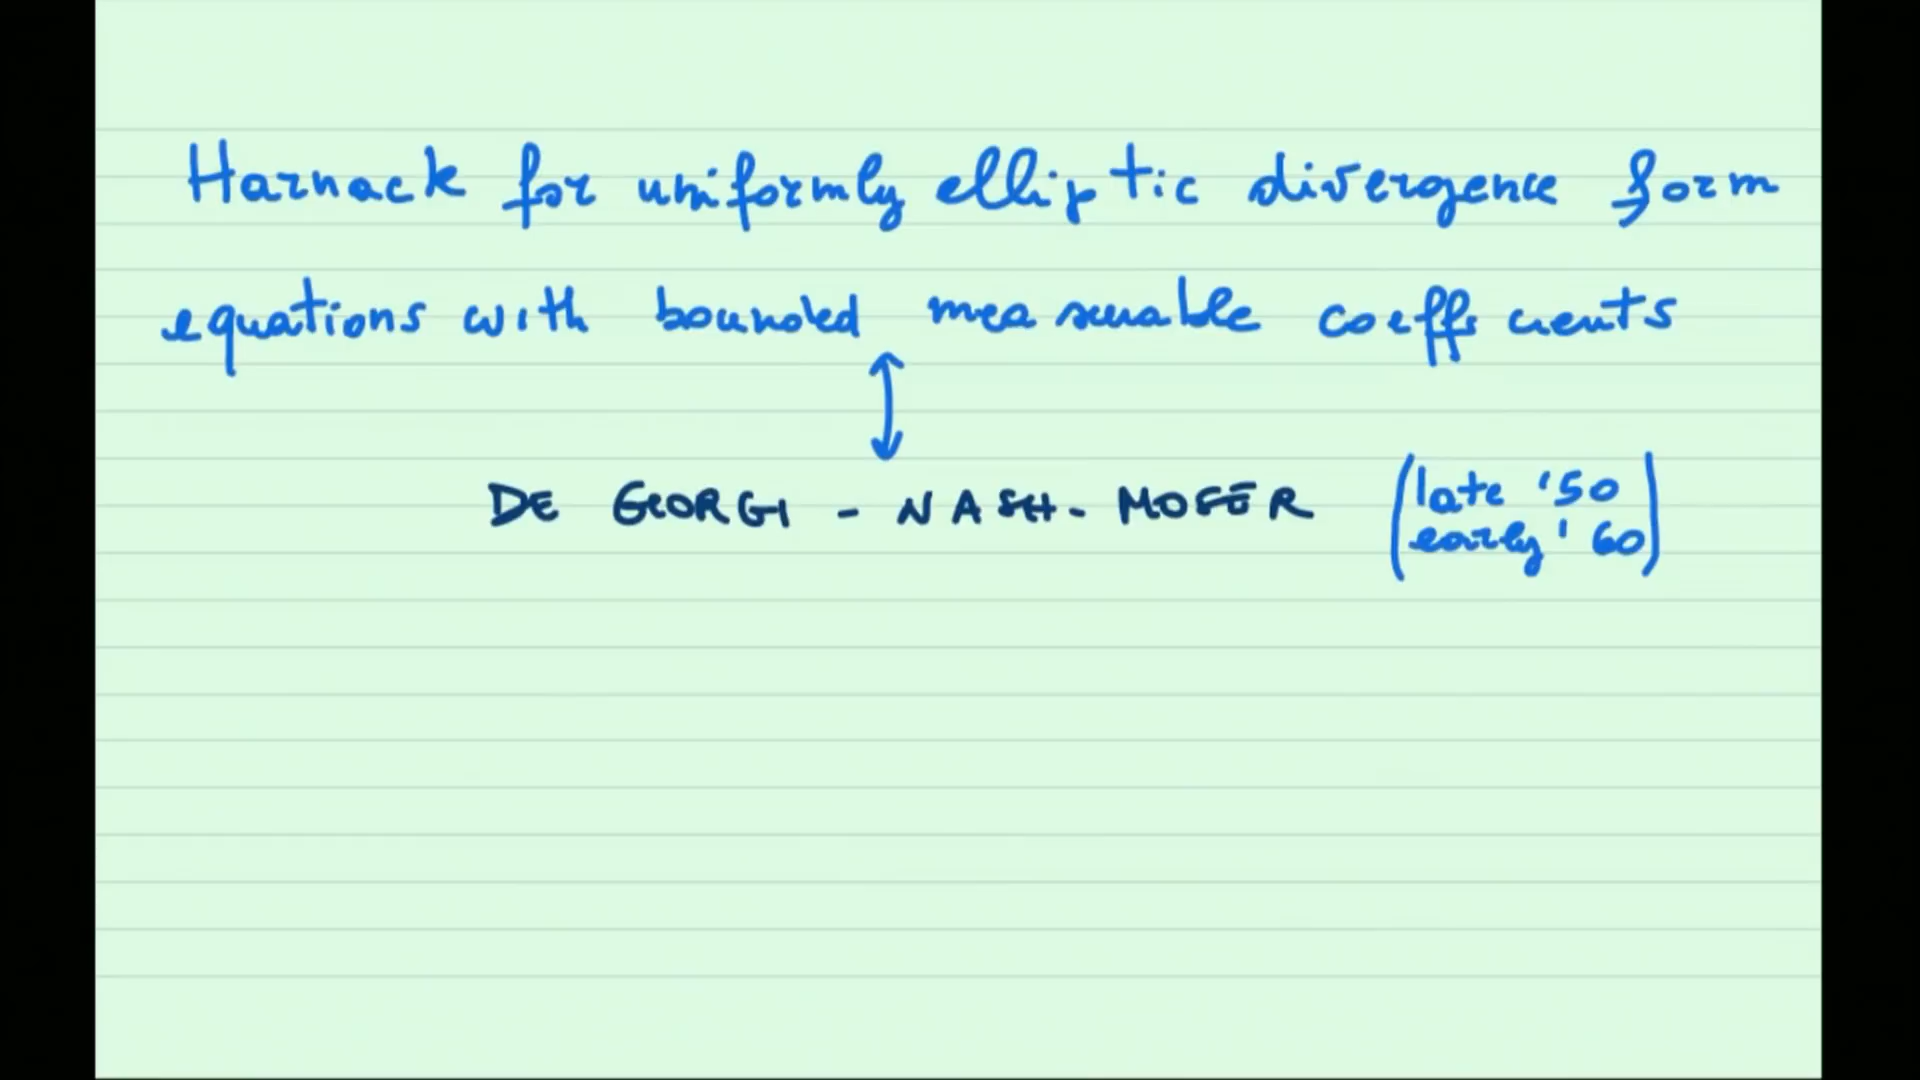 Harnack for uniformly elliptic divergence form
equations with bounded measurable coefficients
DE GIORGI - NASH - MOSER (late '50
early '60)